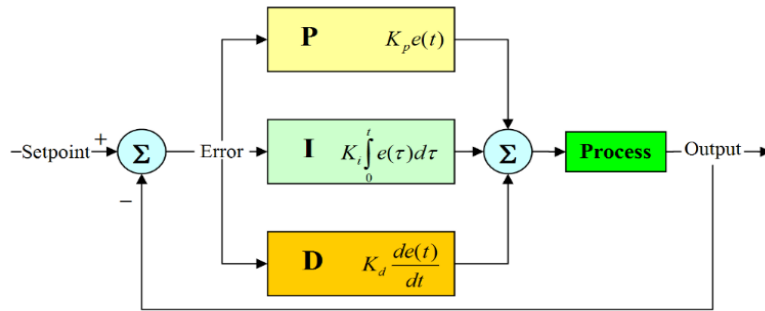 P K_p e(t)
+
Setpoint Σ Error I K_i ∫_0^t e(τ)dτ Σ Process Output
−
D K_d de(t)/dt